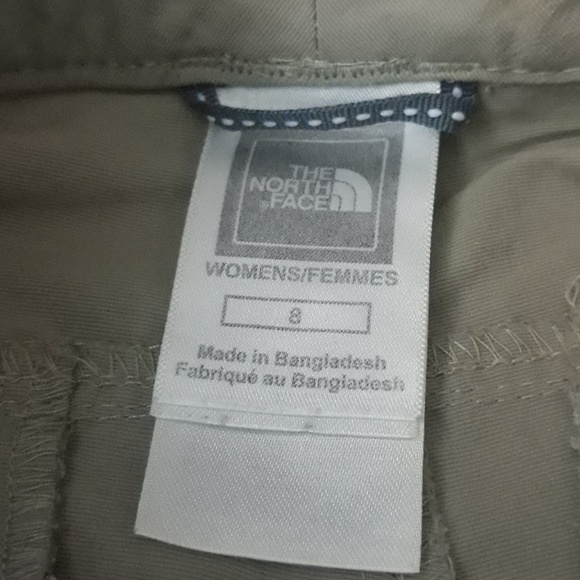 THE
NORTH
FACE
WOMENS/FEMMES
8
Made in Bangladesh
Fabriqué au Bangladesh